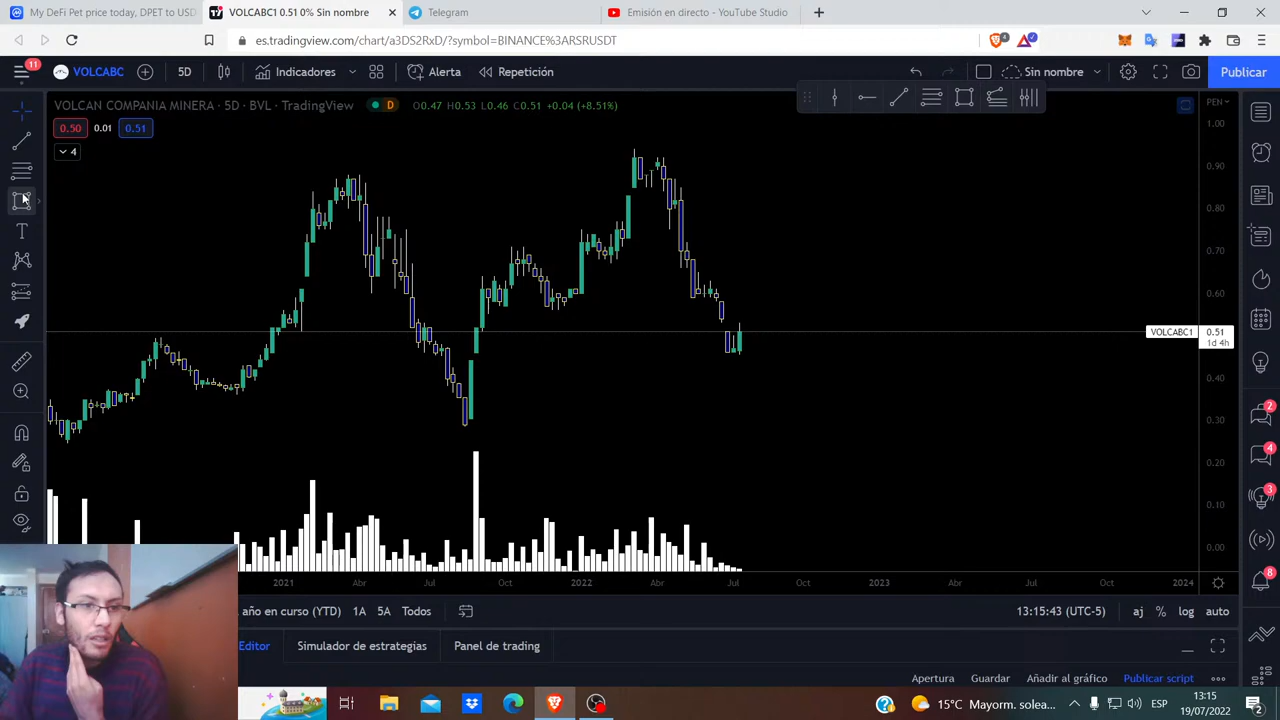 My DeFi Pet price today, DPET to USD
VOLCABC1 0.51 0% Sin nombre
Telegram
Emisión en directo - YouTube Studio
es.tradingview.com/chart/a3DS2RxD/?symbol=BINANCE%3ARSRUSDT
4
11
VOLCABC
5D
Indicadores
Alerta
Repetición
Sin nombre
Publicar
VOLCAN COMPANIA MINERA · 5D · BVL · TradingView
D
O0.47 H0.53 L0.46 C0.51 +0.04 (+8.51%)
PEN
0.50
0.01
0.51
4
1.00
0.90
0.80
0.70
0.60
VOLCABC1
0.51
1d 4h
0.40
0.30
0.20
0.10
0.00
2
4
3
8
2021
Abr
Jul
Oct
2022
Abr
Jul
Oct
2023
Abr
Jul
Oct
2024
año en curso (YTD)
1A
5A
Todos
13:15:43 (UTC-5)
aj
%
log
auto
Editor
Simulador de estrategias
Panel de trading
Apertura
Guardar
Añadir al gráfico
Publicar script
15°C Mayorm. solea...
ESP
13:15
19/07/2022
2